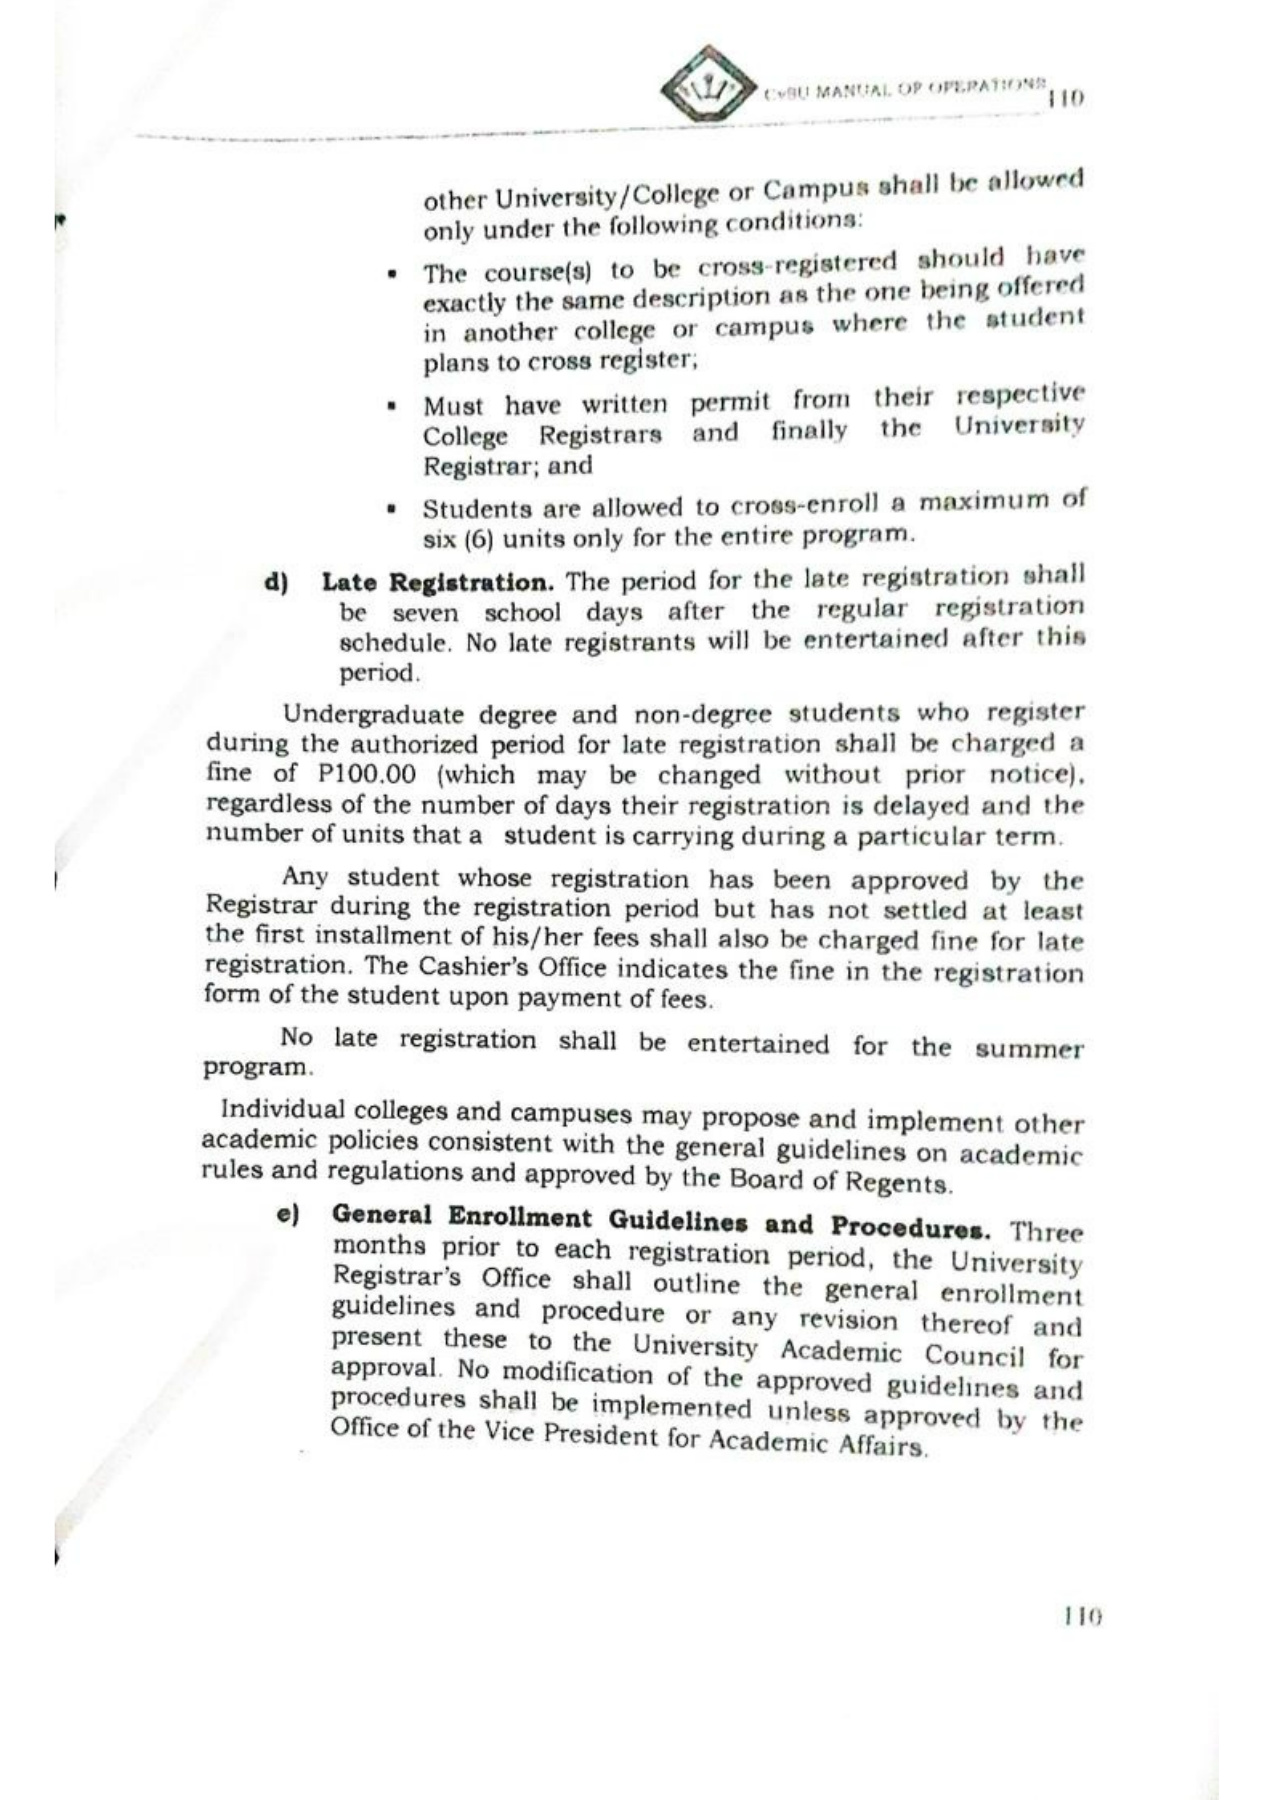 CvSU MANUAL OF OPERATIONS
110
other University/College or Campus shall be allowed
only under the following conditions:
▪ The course(s) to be cross-registered should have
exactly the same description as the one being offered
in another college or campus where the student
plans to cross register;
▪ Must have written permit from their respective
College Registrars and finally the University
Registrar; and
▪ Students are allowed to cross-enroll a maximum of
six (6) units only for the entire program.
d) Late Registration. The period for the late registration shall
be seven school days after the regular registration
schedule. No late registrants will be entertained after this
period.
Undergraduate degree and non-degree students who register
during the authorized period for late registration shall be charged a
fine of P100.00 (which may be changed without prior notice),
regardless of the number of days their registration is delayed and the
number of units that a student is carrying during a particular term.
Any student whose registration has been approved by the
Registrar during the registration period but has not settled at least
the first installment of his/her fees shall also be charged fine for late
registration. The Cashier's Office indicates the fine in the registration
form of the student upon payment of fees.
No late registration shall be entertained for the summer
program.
Individual colleges and campuses may propose and implement other
academic policies consistent with the general guidelines on academic
rules and regulations and approved by the Board of Regents.
e) General Enrollment Guidelines and Procedures. Three
months prior to each registration period, the University
Registrar's Office shall outline the general enrollment
guidelines and procedure or any revision thereof and
present these to the University Academic Council for
approval. No modification of the approved guidelines and
procedures shall be implemented unless approved by the
Office of the Vice President for Academic Affairs.
110